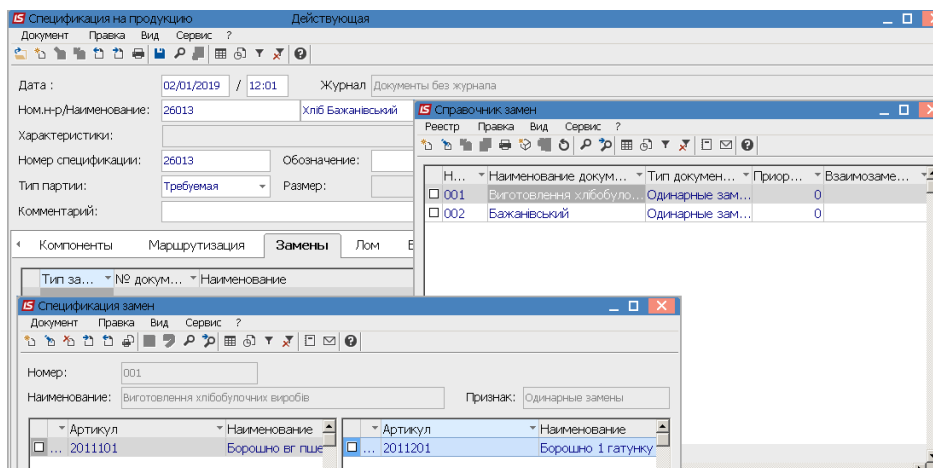 IS Спецификация на продукцию Действующая
Документ Правка Вид Сервис ?
Дата : 02/01/2019 / 12:01 Журнал Документы без журнала
Ном.н-р/Наименование: 26013 Хліб Бажанівський
Характеристики:
Номер спецификации: 26013 Обозначение:
Тип партии: Требуемая Размер:
Комментарий:
Компоненты Маршрутизация Замены Лом
Тип за... № докум... Наименование
IS Справочник замен
Реестр Правка Вид Сервис ?
Н... Наименование докум... Тип докумен... Приор... Взаимозаме...
001 Виготовлення хлібобуло... Одинарные зам... 0
002 Бажанівський Одинарные зам... 0
IS Спецификация замен
Документ Правка Вид Сервис ?
Номер: 001
Наименование: Виготовлення хлібобулочних виробів Признак: Одинарные замены
Артикул Наименование Артикул Наименование
... 2011101 Борошно вг пше ... 2011201 Борошно 1 гатунку